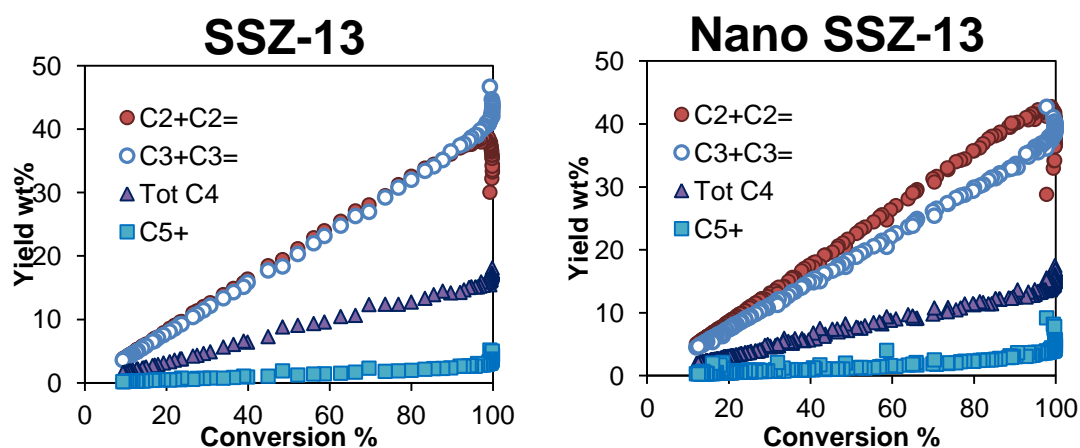 SSZ-13
50
40
30
20
10
0
Yield wt%
C2+C2=
C3+C3=
Tot C4
C5+
0 20 40 60 80 100
Conversion %
Nano SSZ-13
50
40
30
20
10
0
Yield wt%
C2+C2=
C3+C3=
Tot C4
C5+
0 20 40 60 80 100
Conversion %